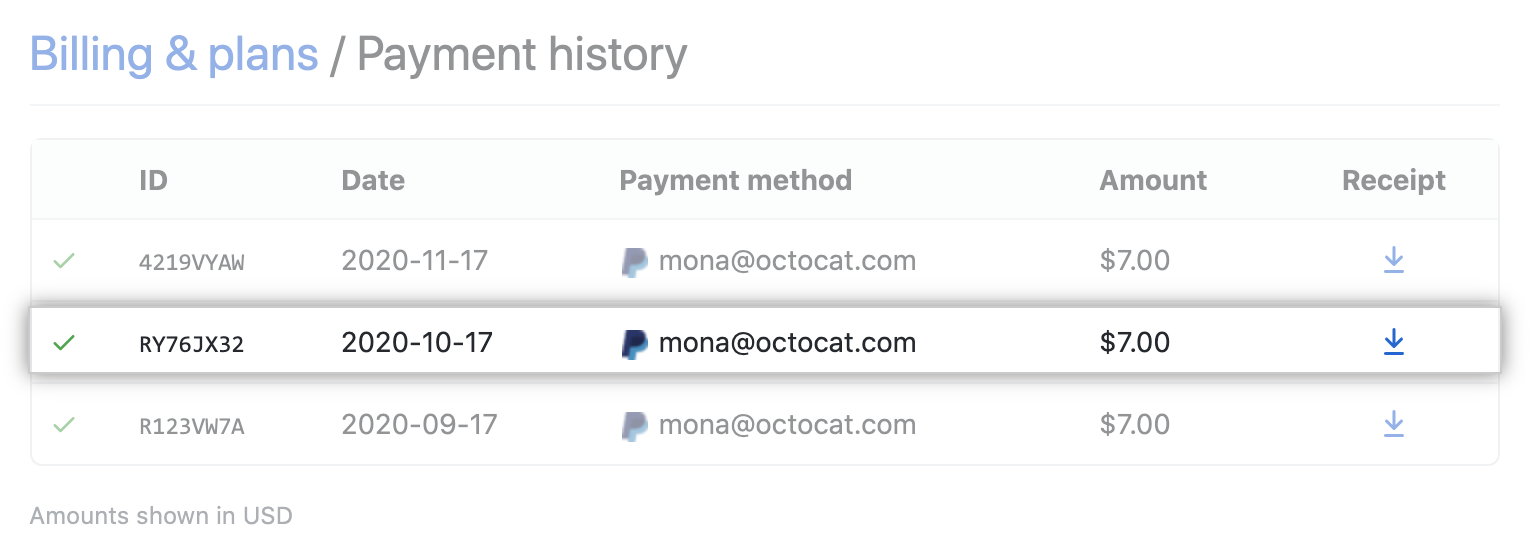 Billing & plans / Payment history
ID Date Payment method Amount Receipt
4219VYAW 2020-11-17 mona@octocat.com $7.00
RY76JX32 2020-10-17 mona@octocat.com $7.00
R123VW7A 2020-09-17 mona@octocat.com $7.00
Amounts shown in USD